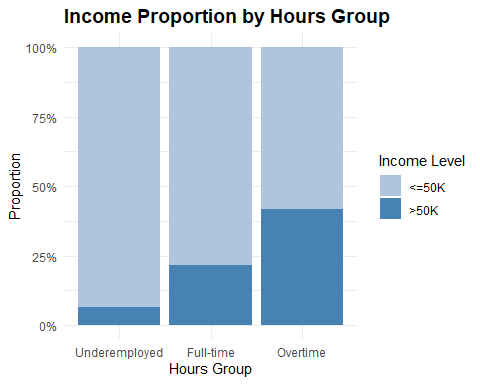 Income Proportion by Hours Group
100%
75%
50%
25%
0%
Proportion
Underemployed Full-time Overtime
Hours Group
Income Level
<=50K
>50K